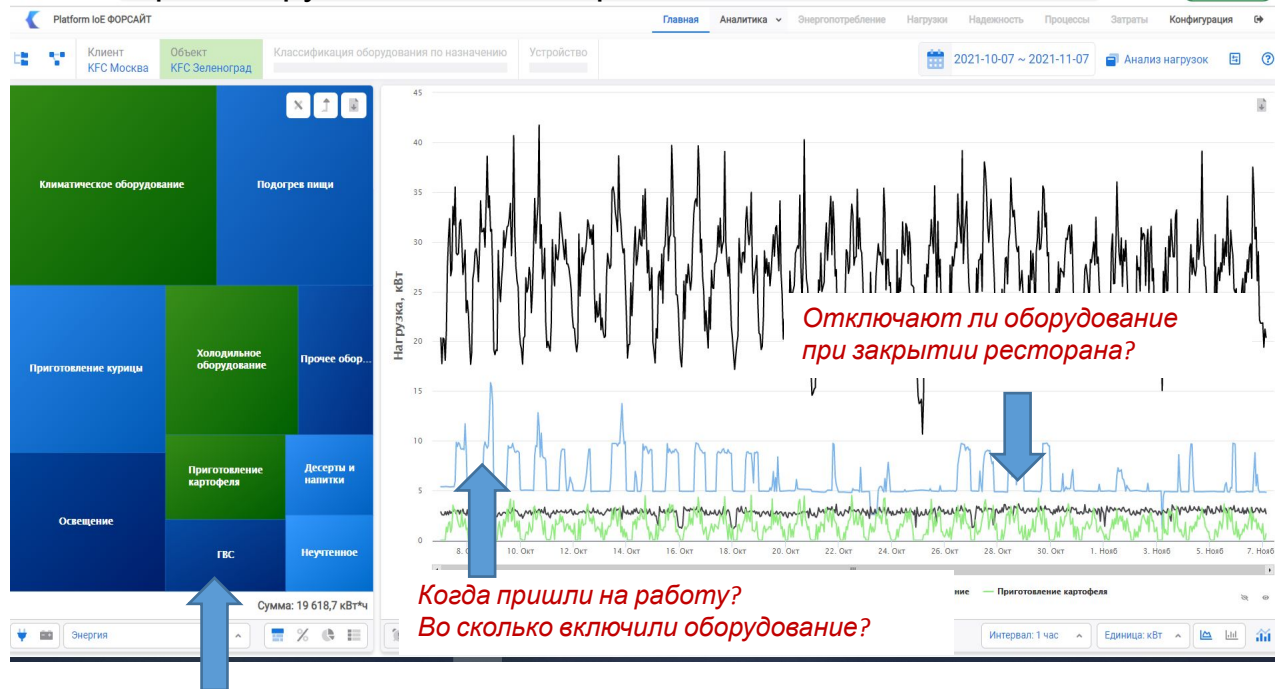 Platform IoE ФОРСАЙТ
Главная Аналитика Энергопотребление Нагрузки Надежность Процессы Затраты Конфигурация
Клиент
KFC Москва
Объект
KFC Зеленоград
Классификация оборудования по назначению
Устройство
2021-10-07 ~ 2021-11-07
Анализ нагрузок
Климатическое оборудование
Подогрев пищи
Приготовление курицы
Холодильное
оборудование
Прочее обор...
Приготовление
картофеля
Десерты и
напитки
Освещение
ГВС
Неучтенное
Сумма: 19 618,7 кВт*ч
Энергия
Нагрузка, кВт
45
40
35
30
25
20
15
10
5
0
Отключают ли оборудование
при закрытии ресторана?
8. 10. Окт 12. Окт 14. Окт 16. Окт 18. Окт 20. Окт 22. Окт 24. Окт 26. Окт 28. Окт 30. Окт 1. Нояб 3. Нояб 5. Нояб 7. Нояб
Когда пришли на работу?
Во сколько включили оборудование?
Приготовление картофеля
Интервал: 1 час
Единица: кВт